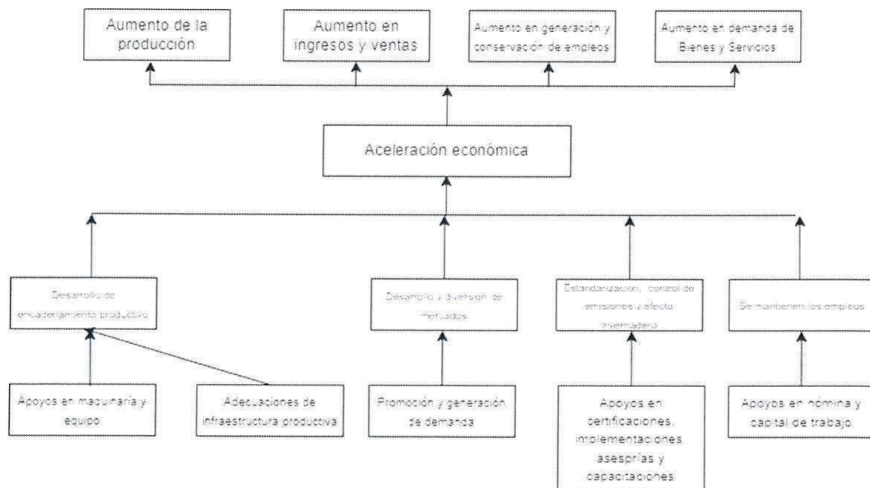 Aumento de la
producción
Aumento en
ingresos y ventas
Aumento en generación y
conservación de empleos
Aumento en demanda de
Bienes y Servicios
Aceleración económica
Desarrollo de
encadenamiento productivo
Desarrollo y diversión de
mercados
Estandarización, control de
emisiones y efecto
invernadero
Se mantienen los empleos
Apoyos en maquinaría y
equipo
Adecuaciones de
infraestructura productiva
Promoción y generación
de demanda
Apoyos en
certificaciones,
implementaciones,
asesprías y
capacitaciones
Apoyos en nómina y
capital de trabajo